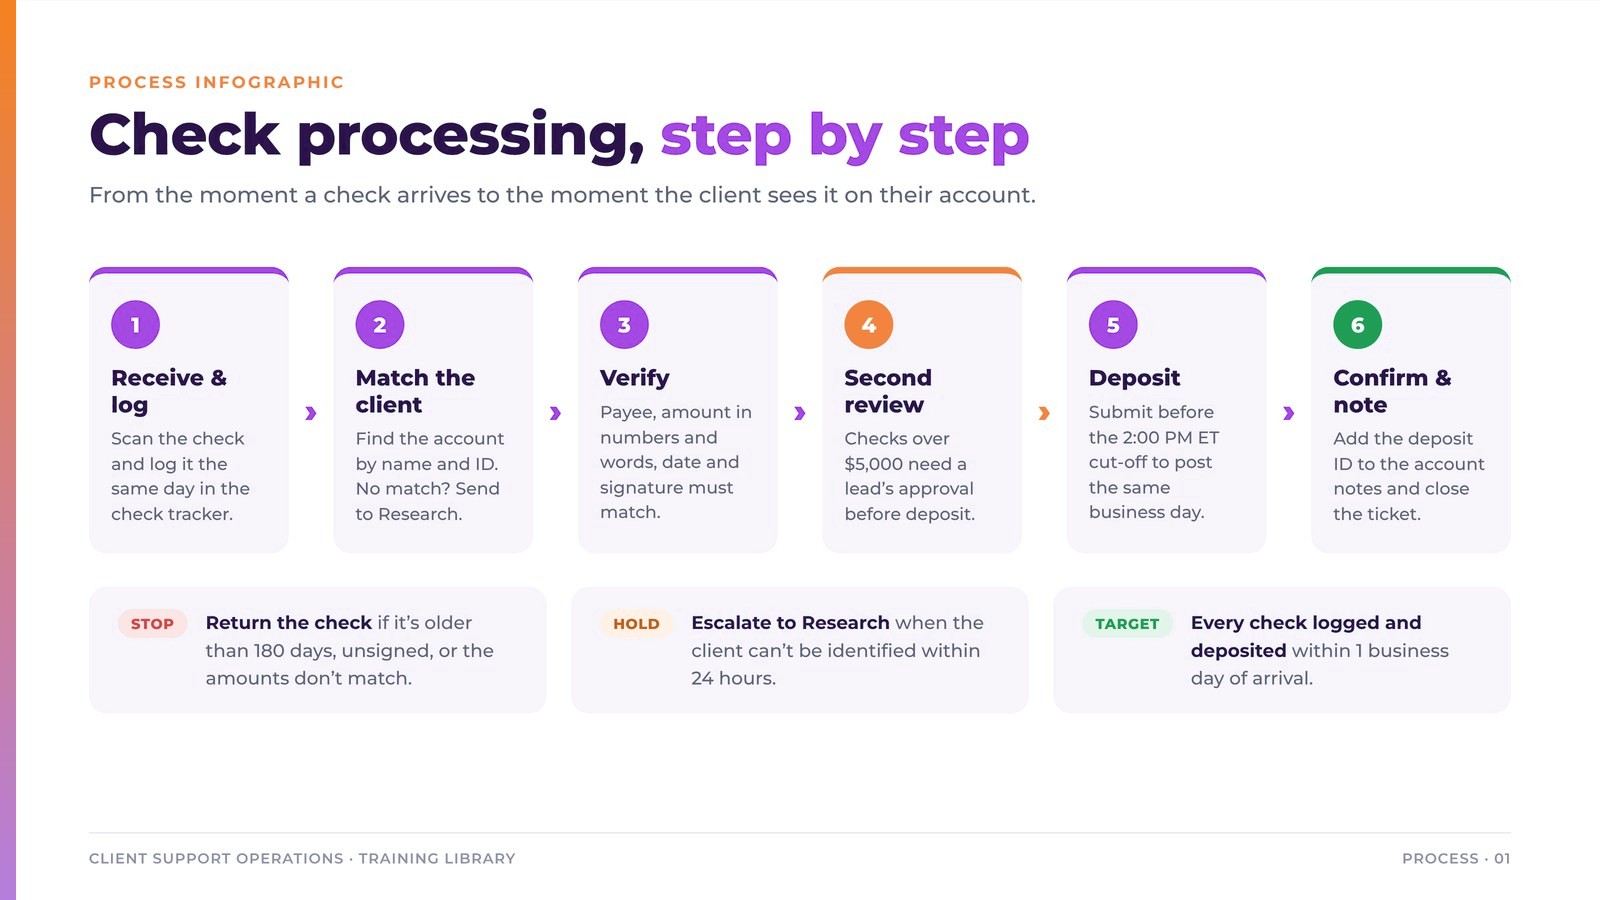 PROCESS INFOGRAPHIC
Check processing, step by step
From the moment a check arrives to the moment the client sees it on their account.
1
Receive &
log
Scan the check
and log it the
same day in the
check tracker.
›
2
Match the
client
Find the account
by name and ID.
No match? Send
to Research.
›
3
Verify
Payee, amount in
numbers and
words, date and
signature must
match.
›
4
Second
review
Checks over
$5,000 need a
lead’s approval
before deposit.
›
5
Deposit
Submit before
the 2:00 PM ET
cut-off to post
the same
business day.
›
6
Confirm &
note
Add the deposit
ID to the account
notes and close
the ticket.
STOP
Return the check if it’s older
than 180 days, unsigned, or the
amounts don’t match.
HOLD
Escalate to Research when the
client can’t be identified within
24 hours.
TARGET
Every check logged and
deposited within 1 business
day of arrival.
CLIENT SUPPORT OPERATIONS · TRAINING LIBRARY
PROCESS · 01